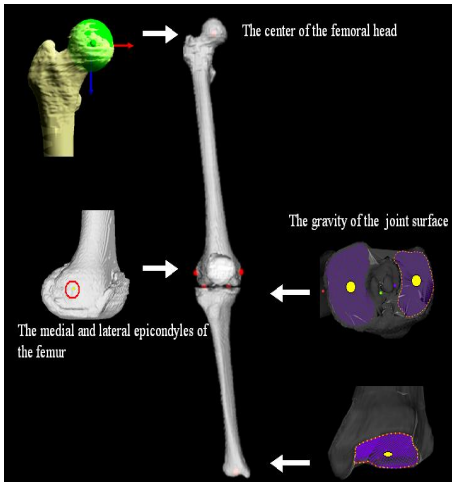 The center of the femoral head
The gravity of the joint surface
The medial and lateral epicondyles of
the femur